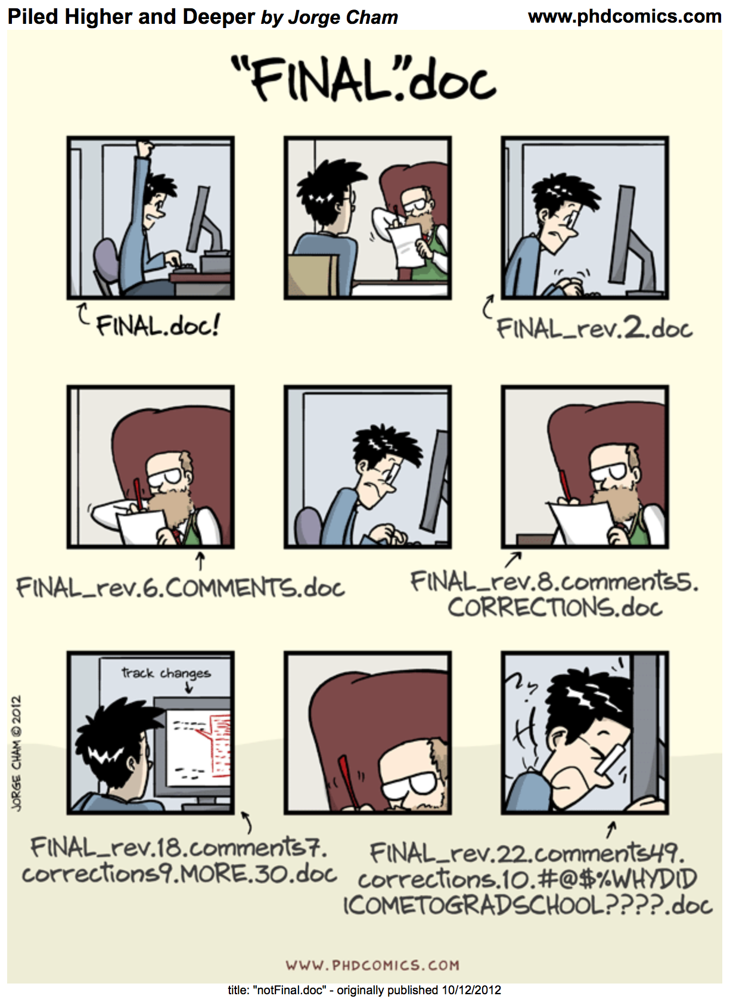 Piled Higher and Deeper by Jorge Cham
www.phdcomics.com
"FINAL".doc
FINAL.doc!
FINAL_rev.2.doc
FINAL_rev.6.COMMENTS.doc
FINAL_rev.8.comments5.
CORRECTIONS.doc
track changes
JORGE CHAM © 2012
FINAL_rev.18.comments7.
corrections9.MORE.30.doc
FINAL_rev.22.comments49.
corrections.10.#@$%WHYDID
ICOMETOGRADSCHOOL????.doc
WWW.PHDCOMICS.COM
title: "notFinal.doc" - originally published 10/12/2012